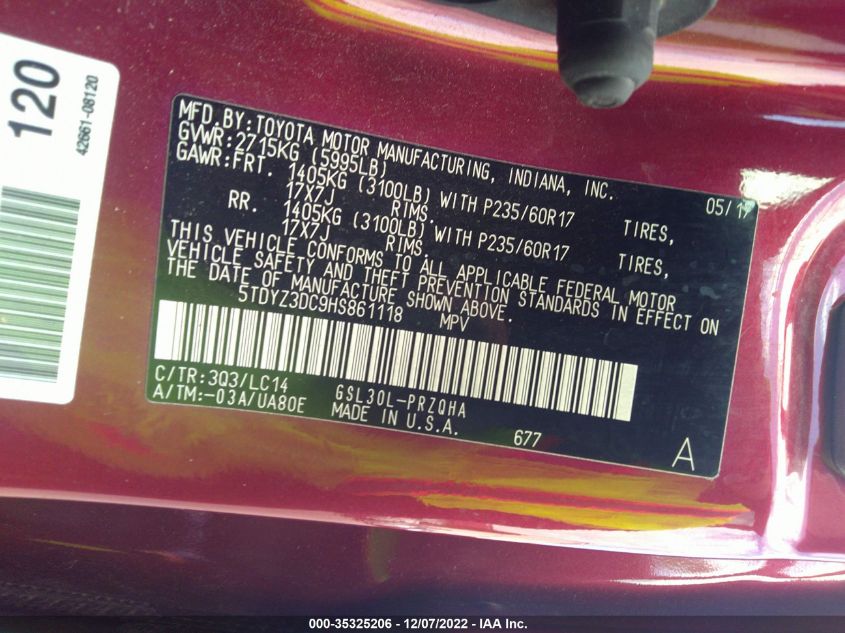 120
42661-08120
MFD.BY:TOYOTA MOTOR MANUFACTURING, INDIANA, INC. 05/17
GVWR:2715KG (5995LB)
GAWR:FRT. 1405KG (3100LB) WITH P235/60R17 TIRES,
17X7J RIMS.
RR. 1405KG (3100LB) WITH P235/60R17 TIRES,
17X7J RIMS.
THIS VEHICLE CONFORMS TO ALL APPLICABLE FEDERAL MOTOR
VEHICLE SAFETY AND THEFT PREVENTION STANDARDS IN EFFECT ON
THE DATE OF MANUFACTURE SHOWN ABOVE.
5TDYZ3DC9HS861118 MPV
C/TR:3Q3/LC14 GSL30L-PRZQHA
A/TM:-03A/UA80E MADE IN U.S.A. 677 A
000-35325206 - 12/07/2022 - IAA Inc.